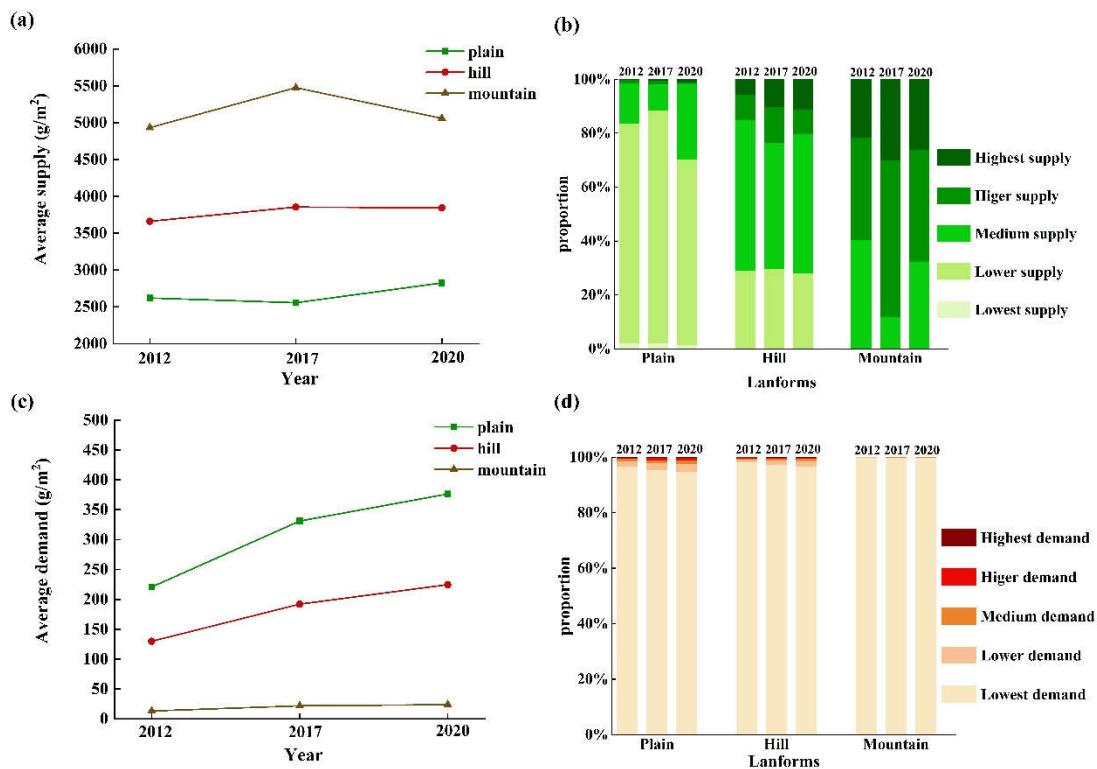 (a)
6000
5500
5000
4500
4000
3500
3000
2500
2000
Average supply (g/m²)
plain
hill
mountain
2012 2017 2020
Year
(b)
2012 2017 2020 2012 2017 2020 2012 2017 2020
100%
80%
60%
40%
20%
0%
proportion
Plain Hill Mountain
Lanforms
Highest supply
Higer supply
Medium supply
Lower supply
Lowest supply
(c)
500
450
400
350
300
250
200
150
100
50
0
Average demand (g/m²)
plain
hill
mountain
2012 2017 2020
Year
(d)
2012 2017 2020 2012 2017 2020 2012 2017 2020
100%
80%
60%
40%
20%
0%
proportion
Plain Hill Mountain
Lanforms
Highest demand
Higer demand
Medium demand
Lower demand
Lowest demand